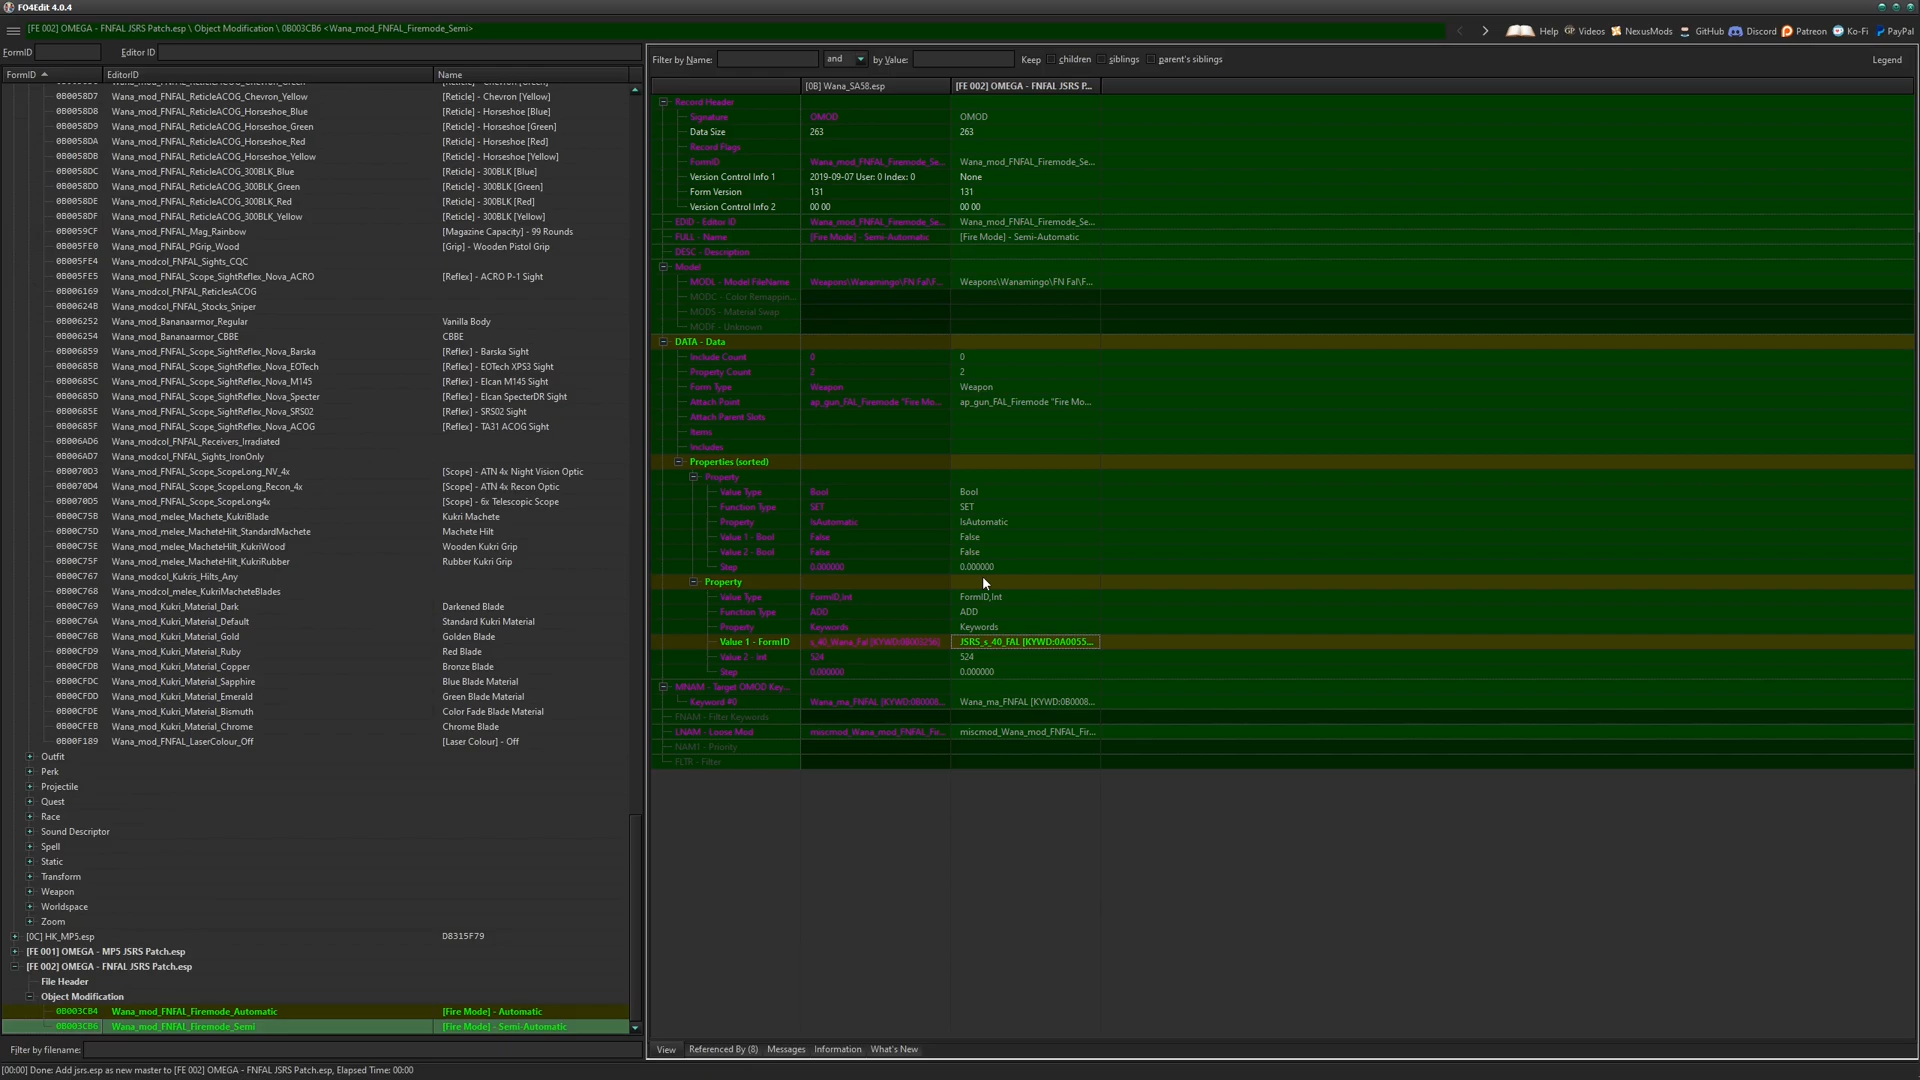 FO4Edit 4.0.4
[FE 002] OMEGA - FNFAL JSRS Patch.esp \ Object Modification \ 0B003CB6 <Wana_mod_FNFAL_Firemode_Semi>
Help Videos NexusMods GitHub Discord Patreon Ko-Fi PayPal
FormID Editor ID
Filter by Name: and by Value: Keep children siblings parent's siblings Legend
FormID EditorID Name
[0B] Wana_SA58.esp [FE 002] OMEGA - FNFAL JSRS P...
0B0058D7 Wana_mod_FNFAL_ReticleACOG_Chevron_Yellow [Reticle] - Chevron [Yellow]
0B0058D8 Wana_mod_FNFAL_ReticleACOG_Horseshoe_Blue [Reticle] - Horseshoe [Blue]
0B0058D9 Wana_mod_FNFAL_ReticleACOG_Horseshoe_Green [Reticle] - Horseshoe [Green]
0B0058DA Wana_mod_FNFAL_ReticleACOG_Horseshoe_Red [Reticle] - Horseshoe [Red]
0B0058DB Wana_mod_FNFAL_ReticleACOG_Horseshoe_Yellow [Reticle] - Horseshoe [Yellow]
0B0058DC Wana_mod_FNFAL_ReticleACOG_300BLK_Blue [Reticle] - 300BLK [Blue]
0B0058DD Wana_mod_FNFAL_ReticleACOG_300BLK_Green [Reticle] - 300BLK [Green]
0B0058DE Wana_mod_FNFAL_ReticleACOG_300BLK_Red [Reticle] - 300BLK [Red]
0B0058DF Wana_mod_FNFAL_ReticleACOG_300BLK_Yellow [Reticle] - 300BLK [Yellow]
0B0059CF Wana_mod_FNFAL_Mag_Rainbow [Magazine Capacity] - 99 Rounds
0B005FE0 Wana_mod_FNFAL_PGrip_Wood [Grip] - Wooden Pistol Grip
0B005FE4 Wana_modcol_FNFAL_Sights_CQC
0B005FE5 Wana_mod_FNFAL_Scope_SightReflex_Nova_ACRO [Reflex] - ACRO P-1 Sight
0B006169 Wana_modcol_FNFAL_ReticlesACOG
0B00624B Wana_modcol_FNFAL_Stocks_Sniper
0B006252 Wana_mod_Bananaarmor_Regular Vanilla Body
0B006254 Wana_mod_Bananaarmor_CBBE CBBE
0B006859 Wana_mod_FNFAL_Scope_SightReflex_Nova_Barska [Reflex] - Barska Sight
0B00685B Wana_mod_FNFAL_Scope_SightReflex_Nova_EOTech [Reflex] - EOTech XPS3 Sight
0B00685C Wana_mod_FNFAL_Scope_SightReflex_Nova_M145 [Reflex] - Elcan M145 Sight
0B00685D Wana_mod_FNFAL_Scope_SightReflex_Nova_Specter [Reflex] - Elcan SpecterDR Sight
0B00685E Wana_mod_FNFAL_Scope_SightReflex_Nova_SRS02 [Reflex] - SRS02 Sight
0B00685F Wana_mod_FNFAL_Scope_SightReflex_Nova_ACOG [Reflex] - TA31 ACOG Sight
0B006AD6 Wana_modcol_FNFAL_Receivers_Irradiated
0B006AD7 Wana_modcol_FNFAL_Sights_IronOnly
0B0070D3 Wana_mod_FNFAL_Scope_ScopeLong_NV_4x [Scope] - ATN 4x Night Vision Optic
0B0070D4 Wana_mod_FNFAL_Scope_ScopeLong_Recon_4x [Scope] - ATN 4x Recon Optic
0B0070D5 Wana_mod_FNFAL_Scope_ScopeLong4x [Scope] - 6x Telescopic Scope
0B00C75B Wana_mod_melee_Machete_KukriBlade Kukri Machete
0B00C75D Wana_mod_melee_MacheteHilt_StandardMachete Machete Hilt
0B00C75E Wana_mod_melee_MacheteHilt_KukriWood Wooden Kukri Grip
0B00C75F Wana_mod_melee_MacheteHilt_KukriRubber Rubber Kukri Grip
0B00C767 Wana_modcol_Kukris_Hilts_Any
0B00C768 Wana_modcol_melee_KukriMacheteBlades
0B00C769 Wana_mod_Kukri_Material_Dark Darkened Blade
0B00C76A Wana_mod_Kukri_Material_Default Standard Kukri Material
0B00C76B Wana_mod_Kukri_Material_Gold Golden Blade
0B00CFD9 Wana_mod_Kukri_Material_Ruby Red Blade
0B00CFDB Wana_mod_Kukri_Material_Copper Bronze Blade
0B00CFDC Wana_mod_Kukri_Material_Sapphire Blue Blade Material
0B00CFDD Wana_mod_Kukri_Material_Emerald Green Blade Material
0B00CFDE Wana_mod_Kukri_Material_Bismuth Color Fade Blade Material
0B00CFEB Wana_mod_Kukri_Material_Chrome Chrome Blade
0B00F189 Wana_mod_FNFAL_LaserColour_Off [Laser Colour] - Off
Outfit
Perk
Projectile
Quest
Race
Sound Descriptor
Spell
Static
Transform
Weapon
Worldspace
Zoom
[0C] HK_MP5.esp D8315F79
[FE 001] OMEGA - MP5 JSRS Patch.esp
[FE 002] OMEGA - FNFAL JSRS Patch.esp
File Header
Object Modification
0B003CB4 Wana_mod_FNFAL_Firemode_Automatic [Fire Mode] - Automatic
0B003CB6 Wana_mod_FNFAL_Firemode_Semi [Fire Mode] - Semi-Automatic
Filter by filename:
Record Header
Signature OMOD OMOD
Data Size 263 263
Record Flags
FormID Wana_mod_FNFAL_Firemode_Se... Wana_mod_FNFAL_Firemode_Se...
Version Control Info 1 2019-09-07 User: 0 Index: 0 None
Form Version 131 131
Version Control Info 2 00 00 00 00
EDID - Editor ID Wana_mod_FNFAL_Firemode_Se... Wana_mod_FNFAL_Firemode_Se...
FULL - Name [Fire Mode] - Semi-Automatic [Fire Mode] - Semi-Automatic
DESC - Description
Model
MODL - Model FileName Weapons\Wanamingo\FN Fal\F... Weapons\Wanamingo\FN Fal\F...
MODC - Color Remappin...
MODS - Material Swap
MODF - Unknown
DATA - Data
Include Count 0 0
Property Count 2 2
Form Type Weapon Weapon
Attach Point ap_gun_FAL_Firemode "Fire Mo... ap_gun_FAL_Firemode "Fire Mo...
Attach Parent Slots
Items
Includes
Properties (sorted)
Property
Value Type Bool Bool
Function Type SET SET
Property IsAutomatic IsAutomatic
Value 1 - Bool False False
Value 2 - Bool False False
Step 0.000000 0.000000
Property
Value Type FormID,Int FormID,Int
Function Type ADD ADD
Property Keywords Keywords
Value 1 - FormID s_40_Wana_Fal [KYWD:0B003256] JSRS_s_40_FAL [KYWD:0A0055...
Value 2 - Int 524 524
Step 0.000000 0.000000
MNAM - Target OMOD Key...
Keyword #0 Wana_ma_FNFAL [KYWD:0B0008... Wana_ma_FNFAL [KYWD:0B0008...
FNAM - Filter Keywords
LNAM - Loose Mod miscmod_Wana_mod_FNFAL_Fir... miscmod_Wana_mod_FNFAL_Fir...
NAM1 - Priority
FLTR - Filter
View Referenced By (8) Messages Information What's New
[00:00] Done: Add jsrs.esp as new master to [FE 002] OMEGA - FNFAL JSRS Patch.esp, Elapsed Time: 00:00